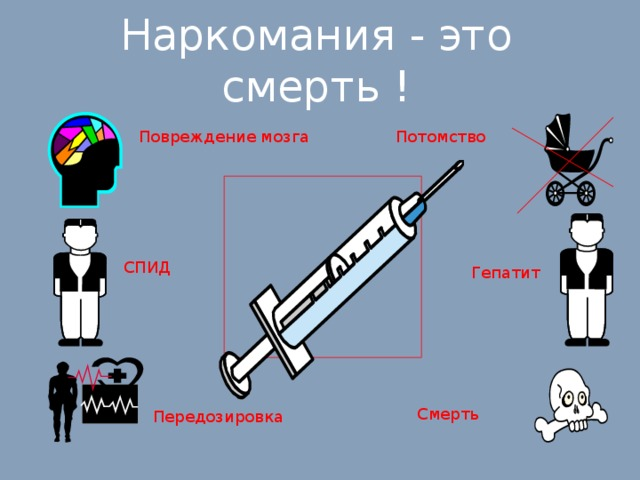 Наркомания - это
смерть !
Повреждение мозга
Потомство
СПИД
Гепатит
Передозировка
Смерть